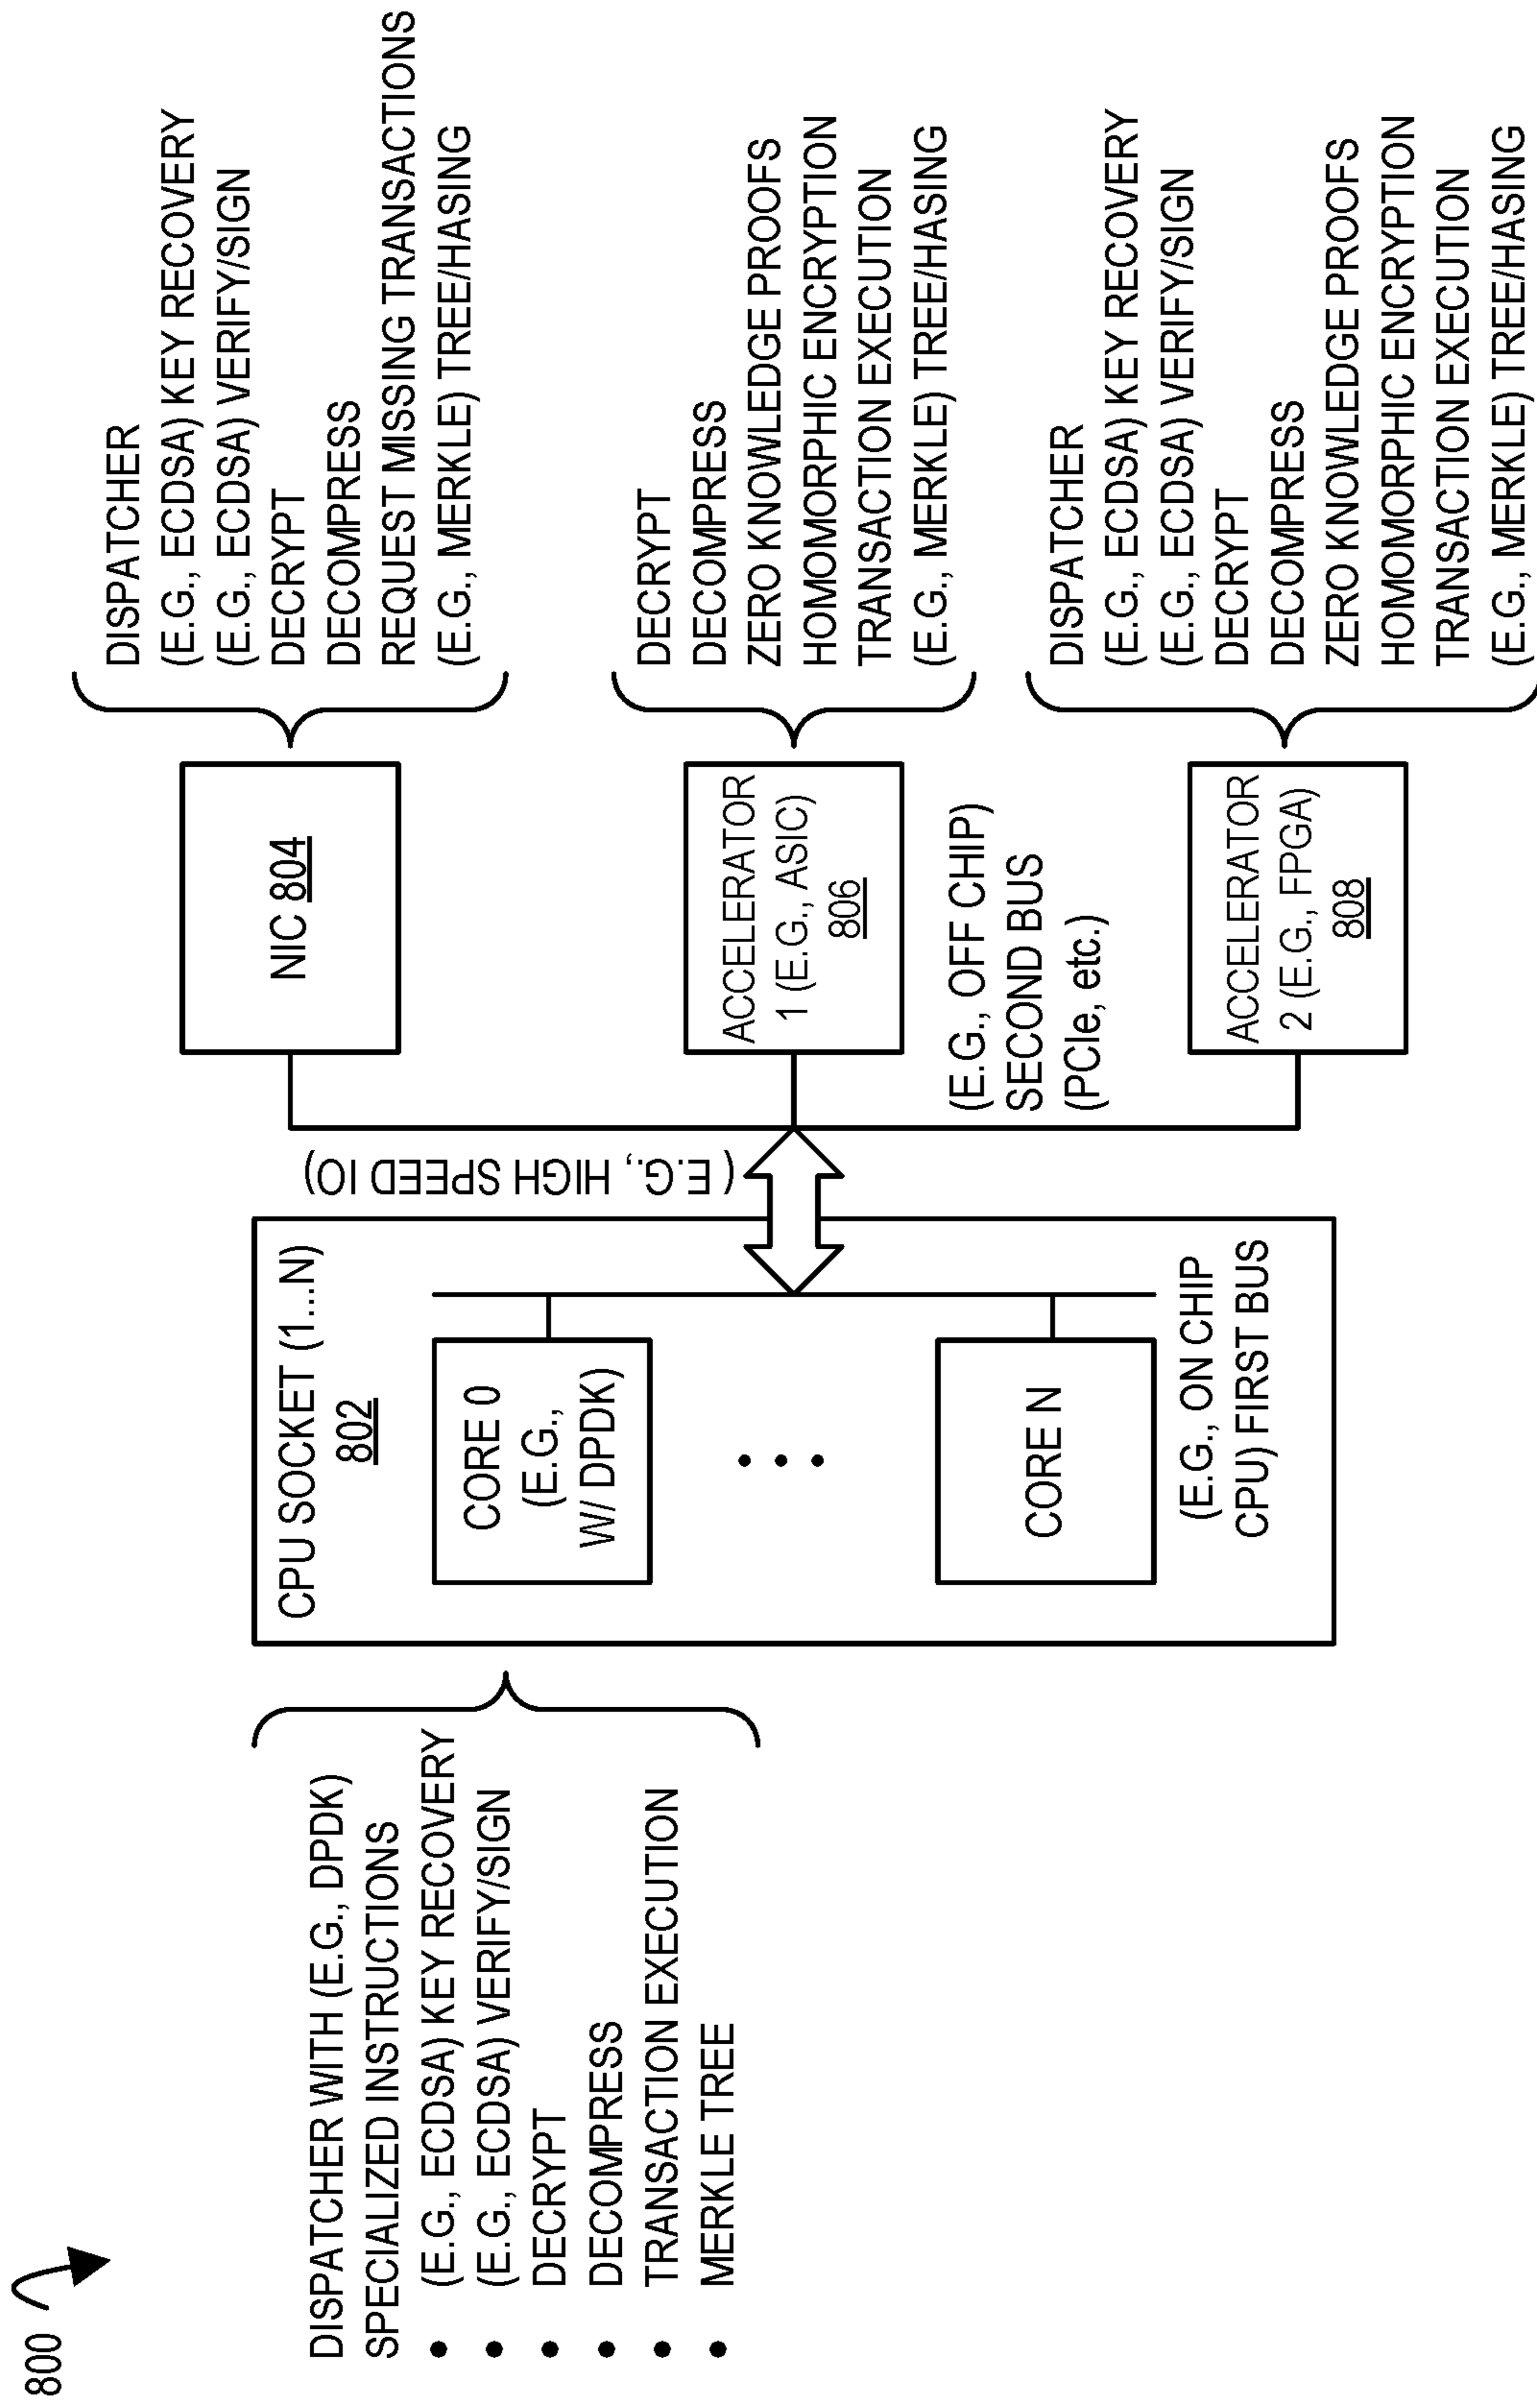 800
DISPATCHER WITH (E.G., DPDK)
SPECIALIZED INSTRUCTIONS
• (E.G., ECDSA) KEY RECOVERY
• (E.G., ECDSA) VERIFY/SIGN
• DECRYPT
• DECOMPRESS
• TRANSACTION EXECUTION
• MERKLE TREE
CPU SOCKET (1...N)
802
CORE 0
(E.G.,
W/ DPDK)
CORE N
(E.G., ON CHIP
CPU) FIRST BUS
(E.G., HIGH SPEED IO)
NIC 804
ACCELERATOR
1 (E.G., ASIC)
806
(E.G., OFF CHIP)
SECOND BUS
(PCIe, etc.)
ACCELERATOR
2 (E.G., FPGA)
808
DISPATCHER
(E.G., ECDSA) KEY RECOVERY
(E.G., ECDSA) VERIFY/SIGN
DECRYPT
DECOMPRESS
REQUEST MISSING TRANSACTIONS
(E.G., MERKLE) TREE/HASING
DECRYPT
DECOMPRESS
ZERO KNOWLEDGE PROOFS
HOMOMORPHIC ENCRYPTION
TRANSACTION EXECUTION
(E.G., MERKLE) TREE/HASING
DISPATCHER
(E.G., ECDSA) KEY RECOVERY
(E.G., ECDSA) VERIFY/SIGN
DECRYPT
DECOMPRESS
ZERO KNOWLEDGE PROOFS
HOMOMORPHIC ENCRYPTION
TRANSACTION EXECUTION
(E.G., MERKLE) TREE/HASING